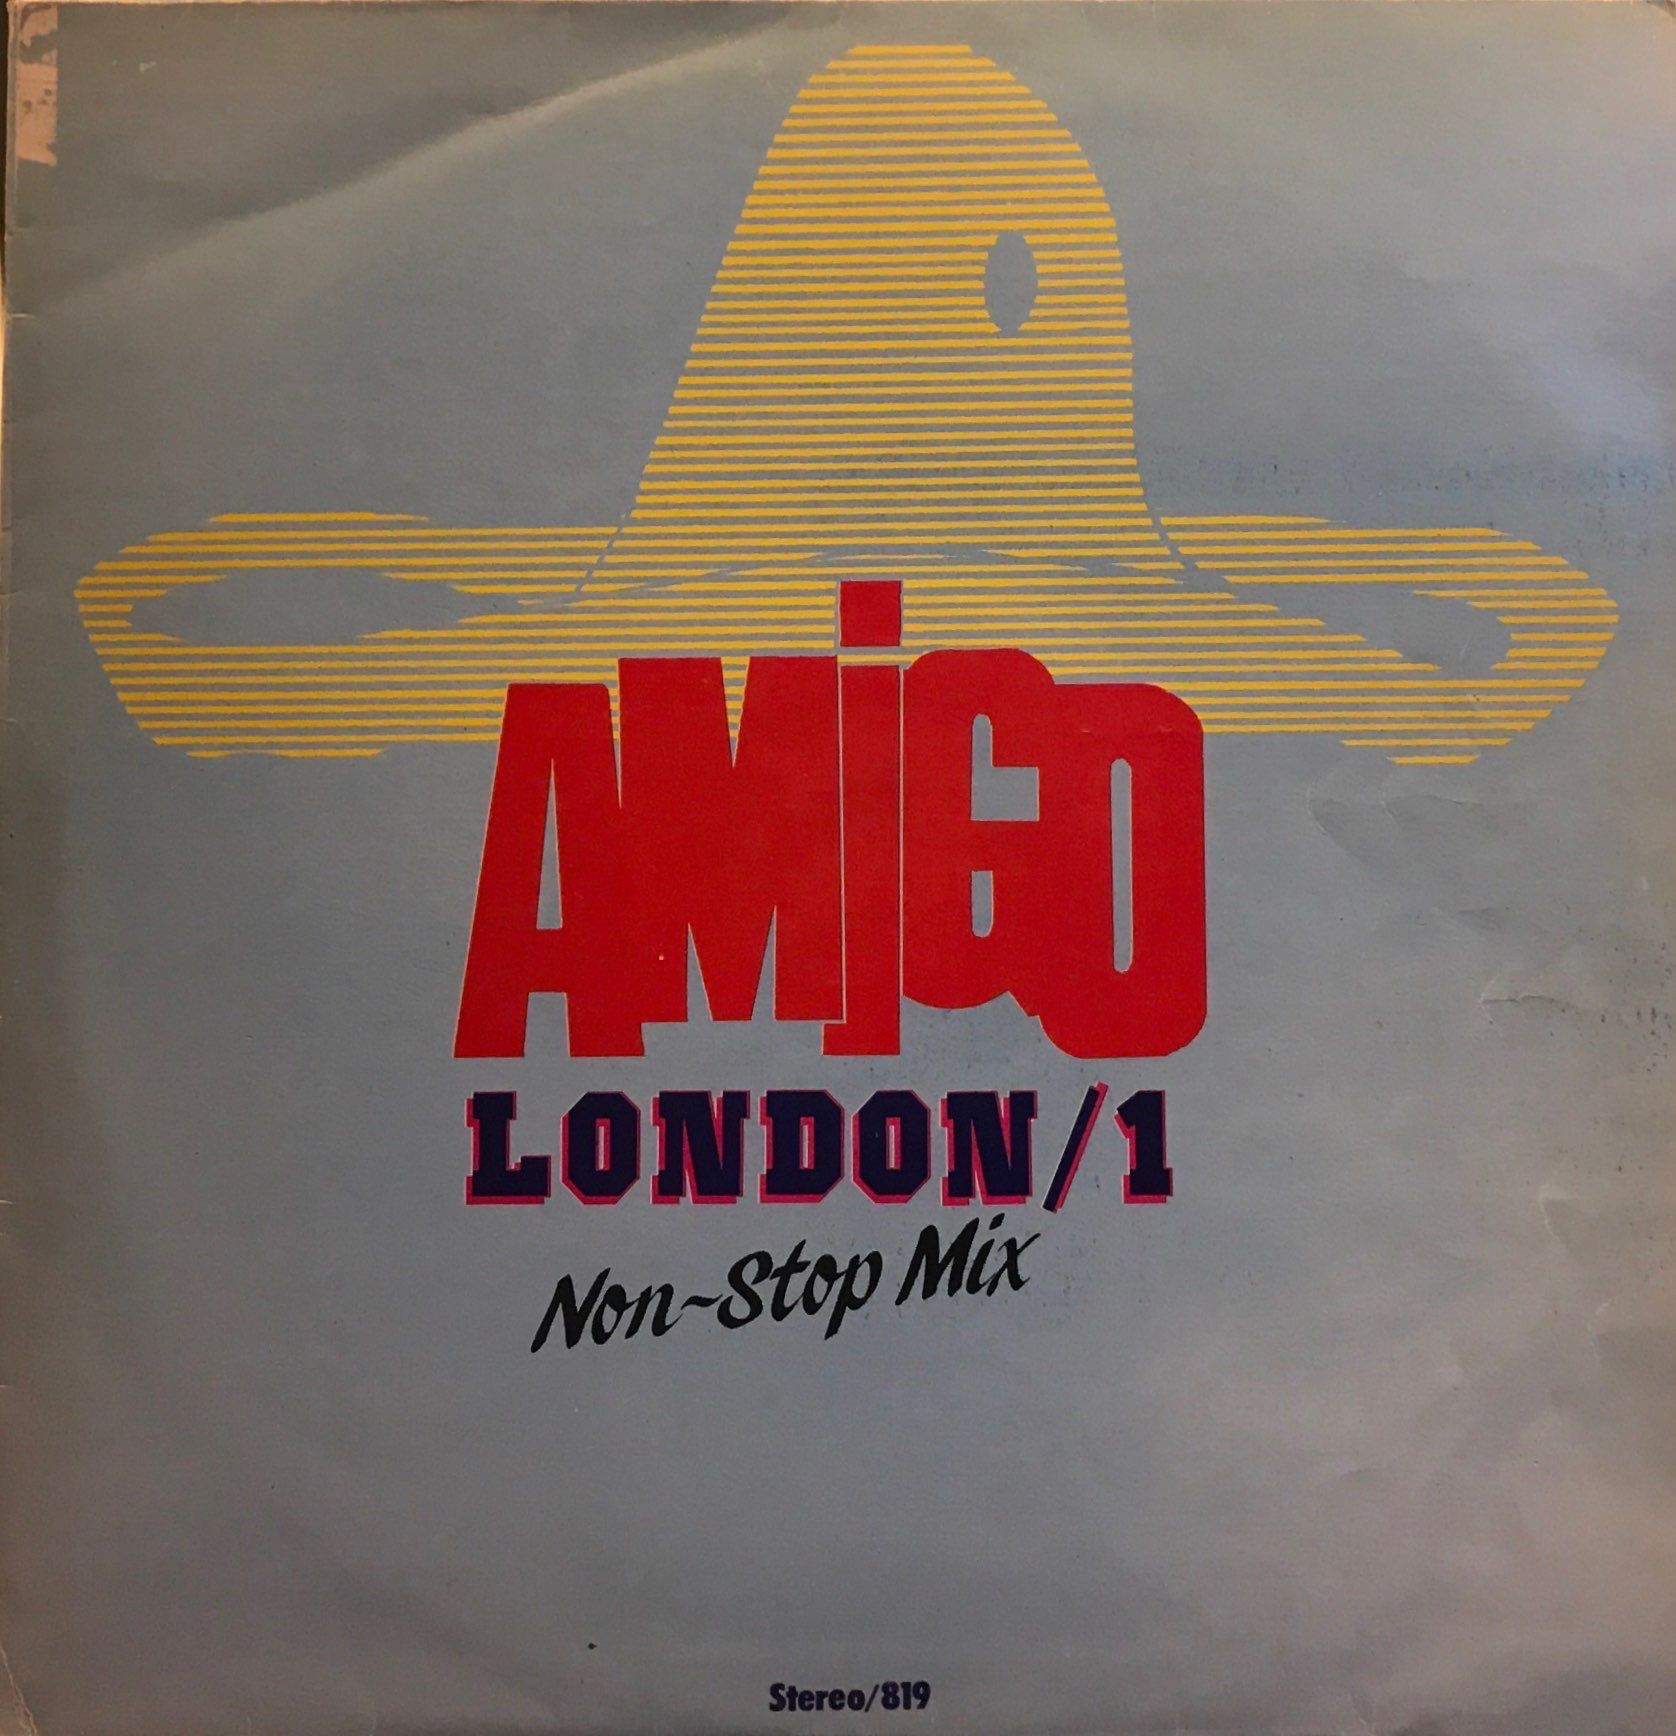 AMiGO
LONDON/1
Non-Stop Mix
Stereo/819